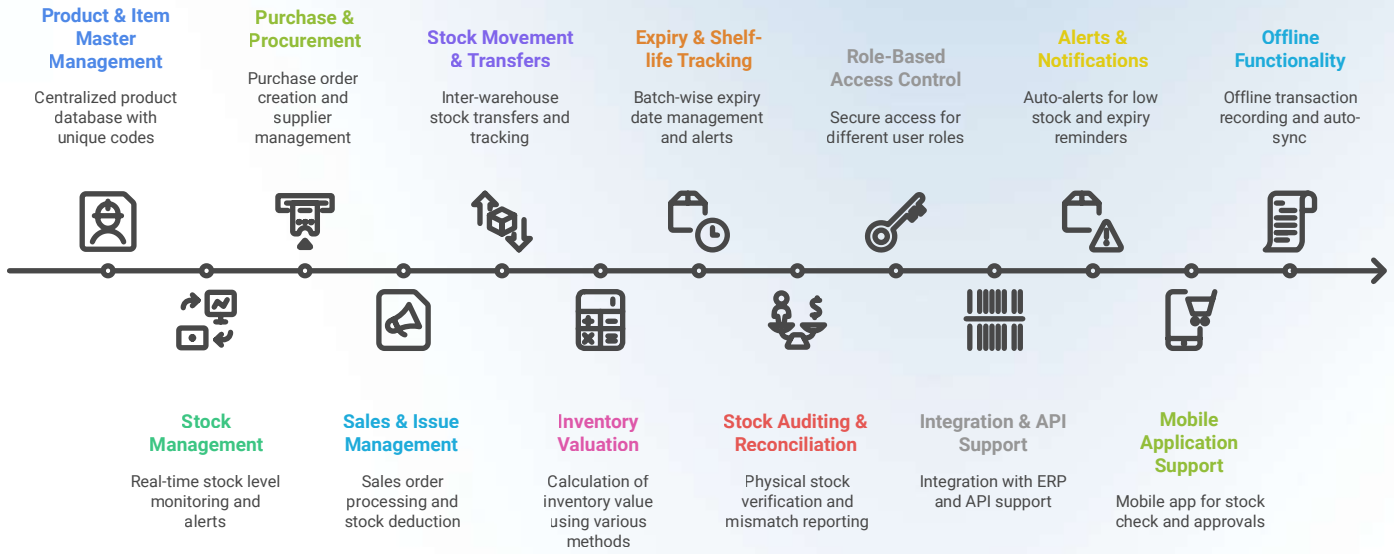 Product & Item
Master
Management
Centralized product
database with
unique codes
Purchase &
Procurement
Purchase order
creation and
supplier
management
Stock Movement
& Transfers
Inter-warehouse
stock transfers and
tracking
Expiry & Shelf-
life Tracking
Batch-wise expiry
date management
and alerts
Role-Based
Access Control
Secure access for
different user roles
Alerts &
Notifications
Auto-alerts for low
stock and expiry
reminders
Offline
Functionality
Offline transaction
recording and auto-
sync
Stock
Management
Real-time stock level
monitoring and
alerts
Sales & Issue
Management
Sales order
processing and
stock deduction
Inventory
Valuation
Calculation of
inventory value
using various
methods
Stock Auditing &
Reconciliation
Physical stock
verification and
mismatch reporting
Integration & API
Support
Integration with ERP
and API support
Mobile
Application
Support
Mobile app for stock
check and approvals